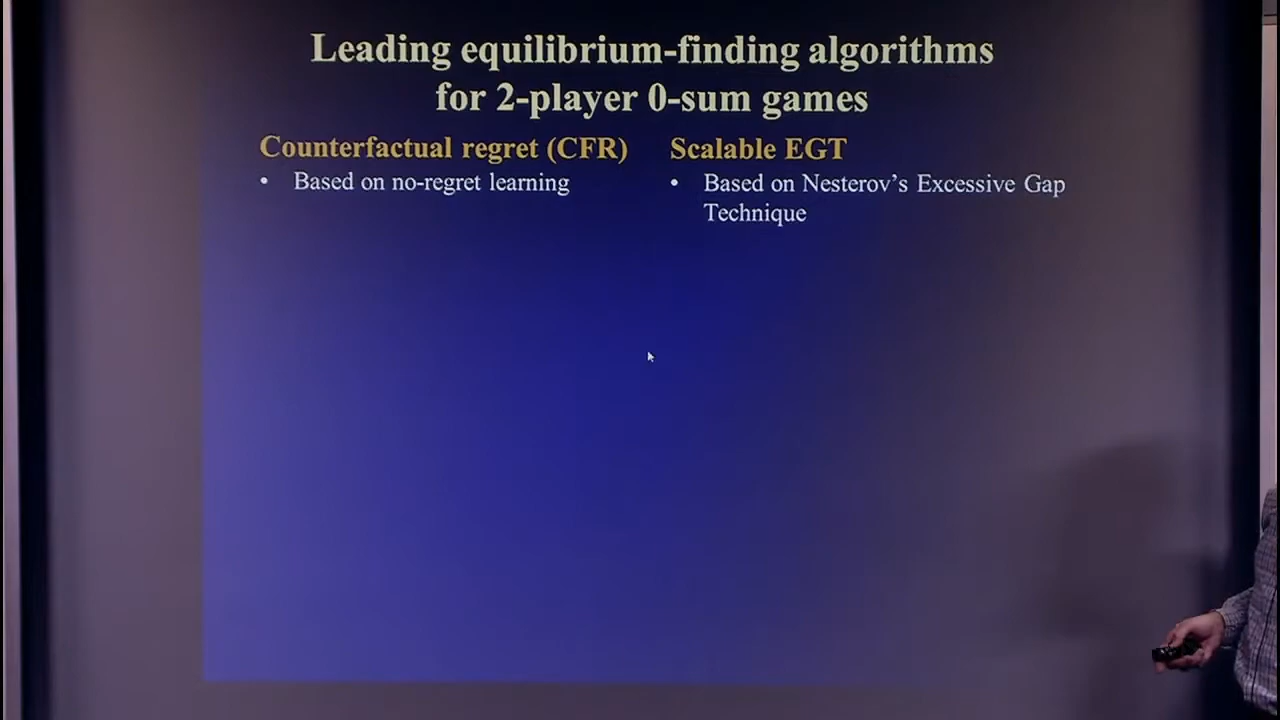 Leading equilibrium-finding algorithms
for 2-player 0-sum games
Counterfactual regret (CFR)
• Based on no-regret learning
Scalable EGT
• Based on Nesterov's Excessive Gap
Technique